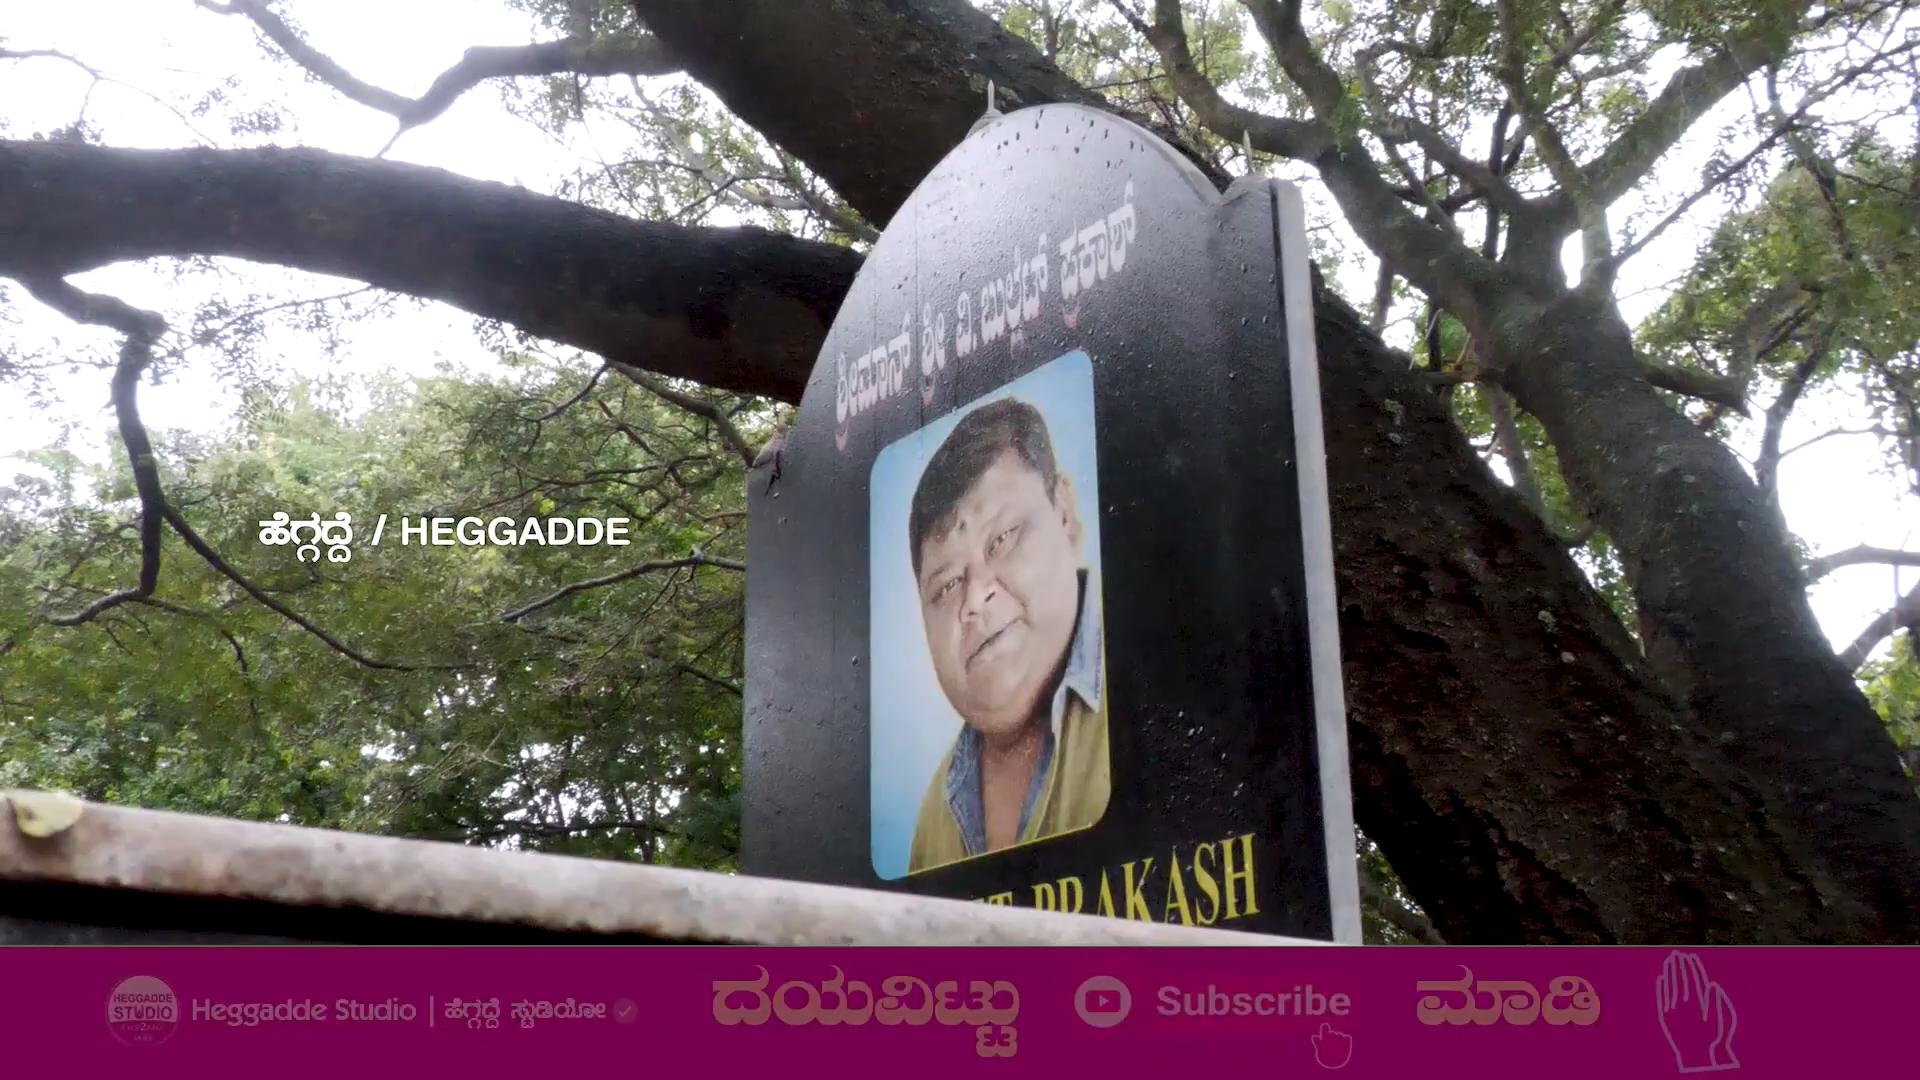 ಶ್ರೀಮಾನ್ ಶ್ರೀ ವಿ. ಬುಲ್ಲೆಟ್ ಪ್ರಕಾಶ್
ಹೆಗ್ಗದ್ದೆ / HEGGADDE
PRAKASH
HEGGADDE
STUDIO
Heggadde Studio | ಹೆಗ್ಗದ್ದೆ ಸ್ಟುಡಿಯೋ
ದಯವಿಟ್ಟು Subscribe ಮಾಡಿ